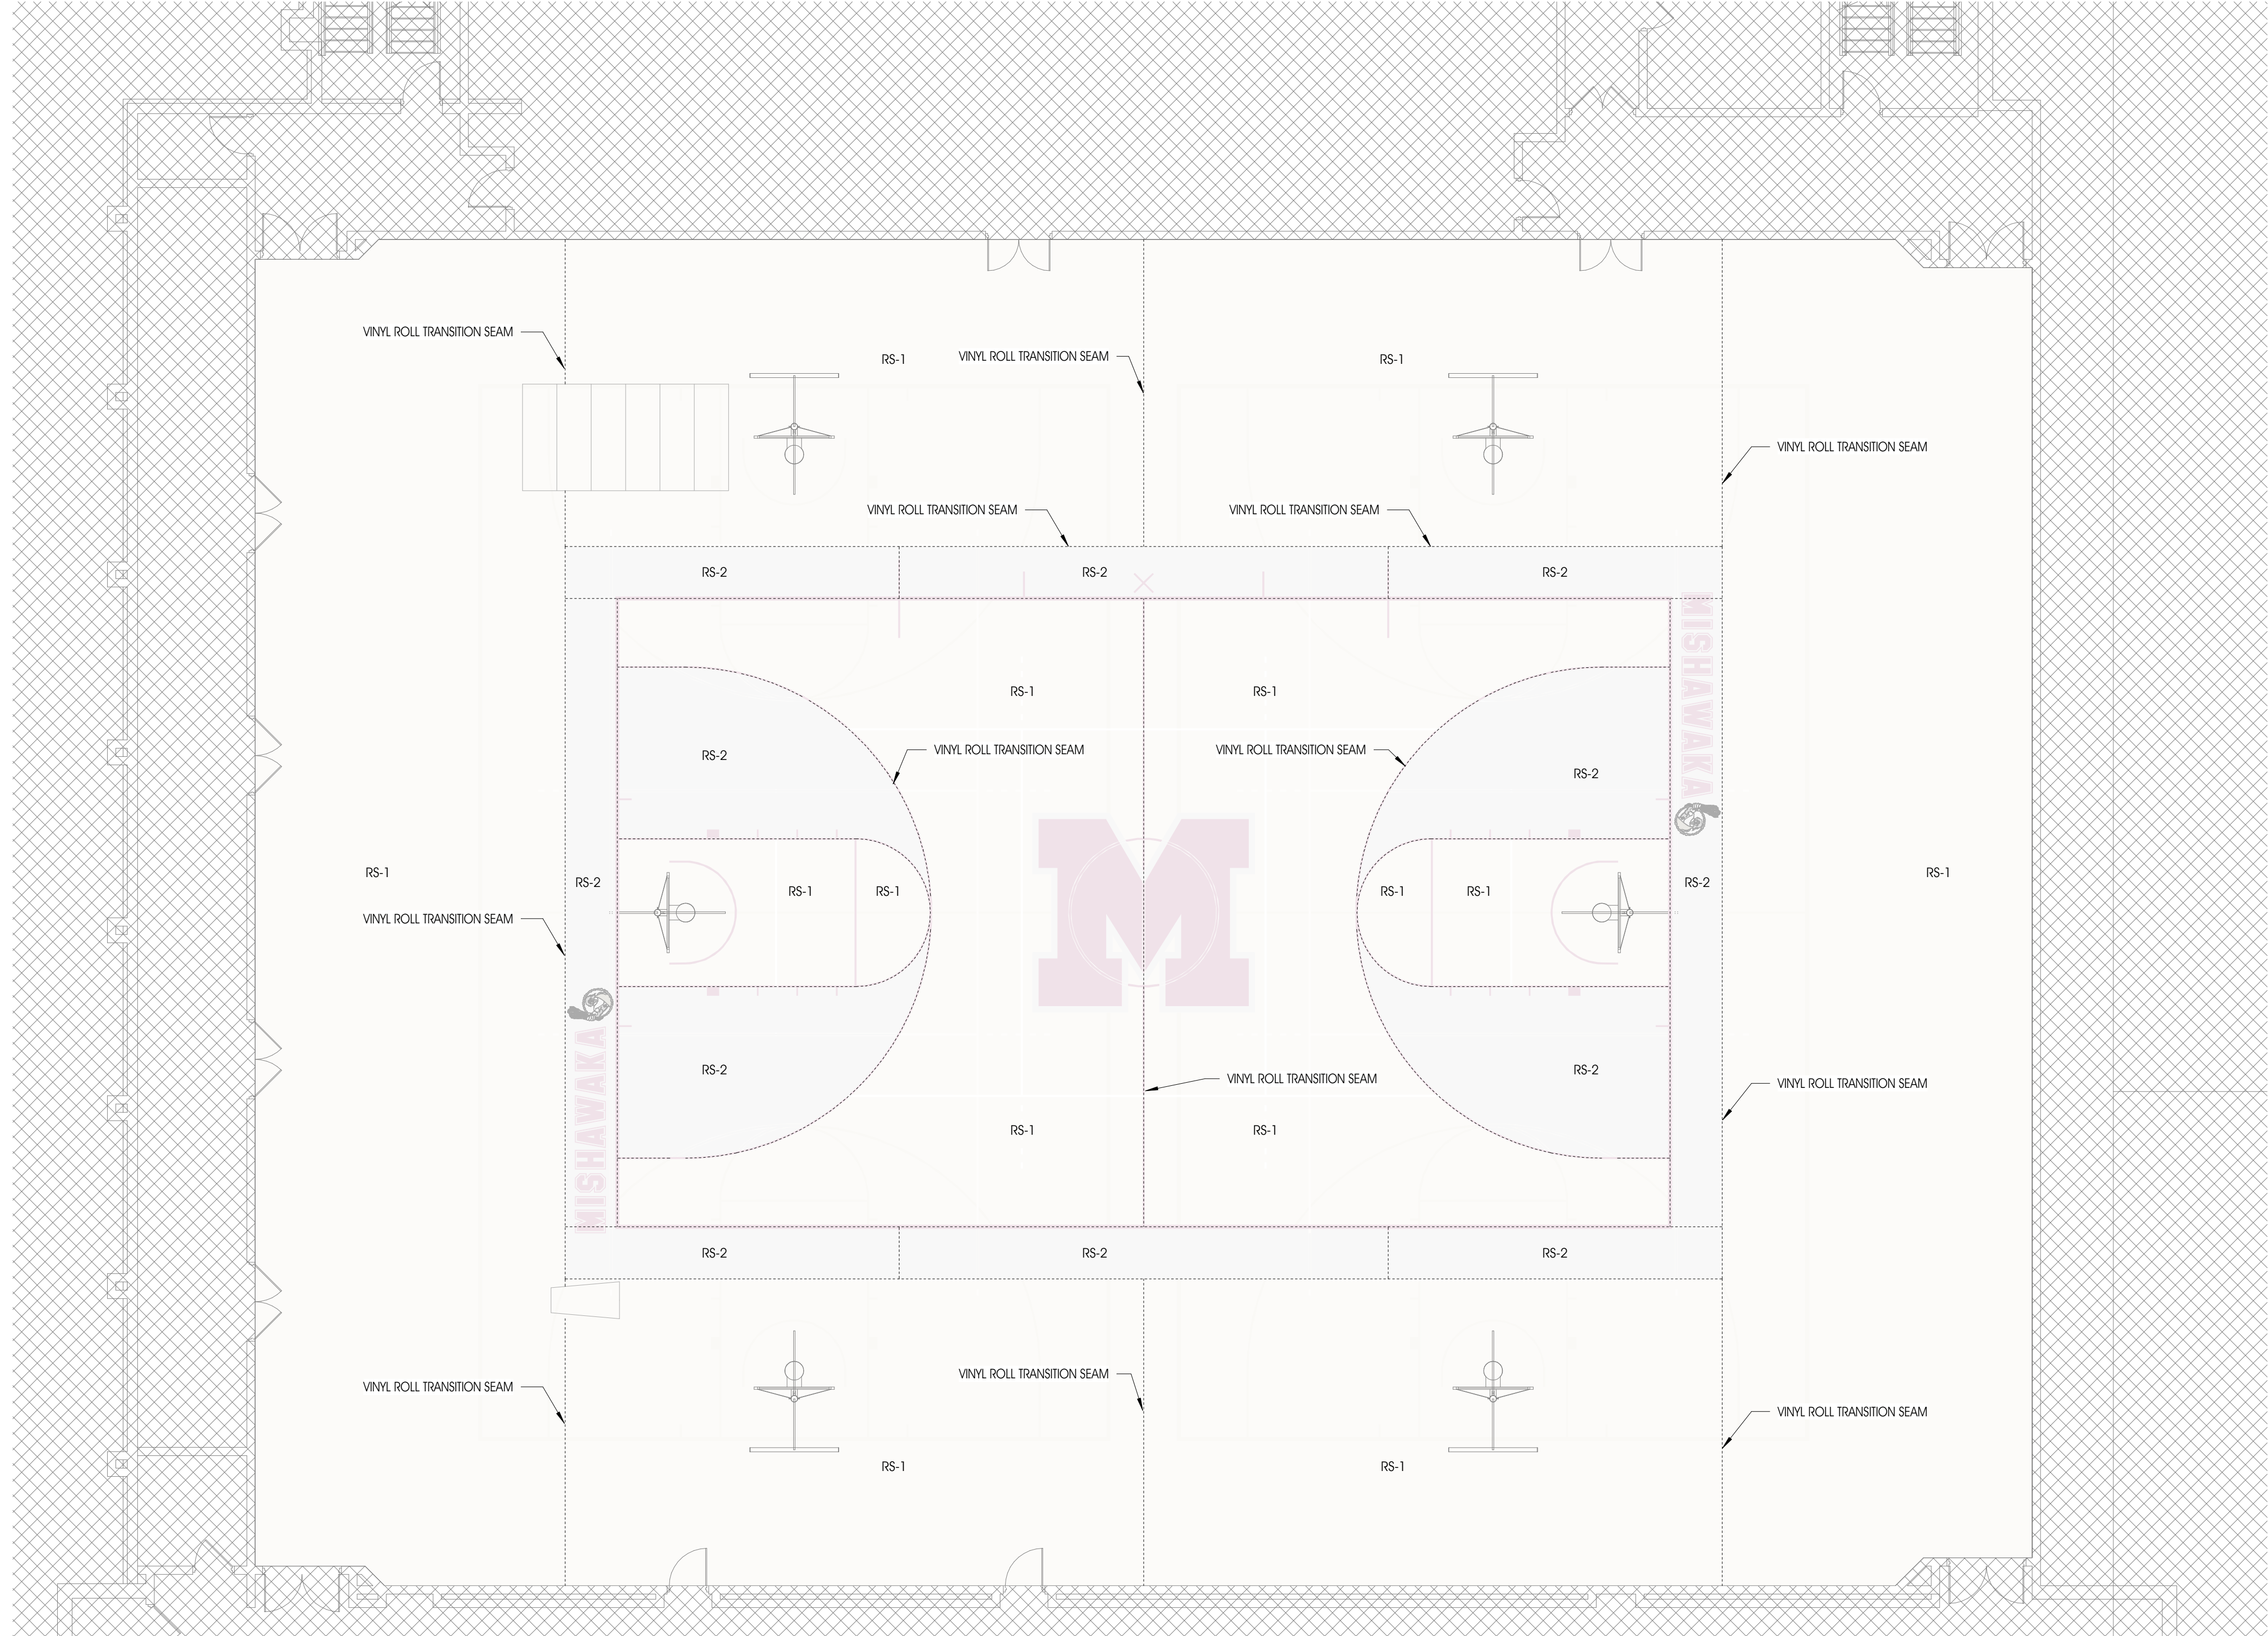 VINYL ROLL TRANSITION SEAM
RS-1
VINYL ROLL TRANSITION SEAM
RS-1
VINYL ROLL TRANSITION SEAM
VINYL ROLL TRANSITION SEAM
VINYL ROLL TRANSITION SEAM
RS-2
RS-2
RS-2
MISHAWAKA
RS-1
RS-1
VINYL ROLL TRANSITION SEAM
VINYL ROLL TRANSITION SEAM
RS-2
RS-2
M
RS-1
RS-2
RS-1
RS-1
RS-1
RS-1
RS-2
RS-1
VINYL ROLL TRANSITION SEAM
MISHAWAKA
RS-2
RS-2
VINYL ROLL TRANSITION SEAM
VINYL ROLL TRANSITION SEAM
RS-1
RS-1
RS-2
RS-2
RS-2
VINYL ROLL TRANSITION SEAM
VINYL ROLL TRANSITION SEAM
VINYL ROLL TRANSITION SEAM
RS-1
RS-1